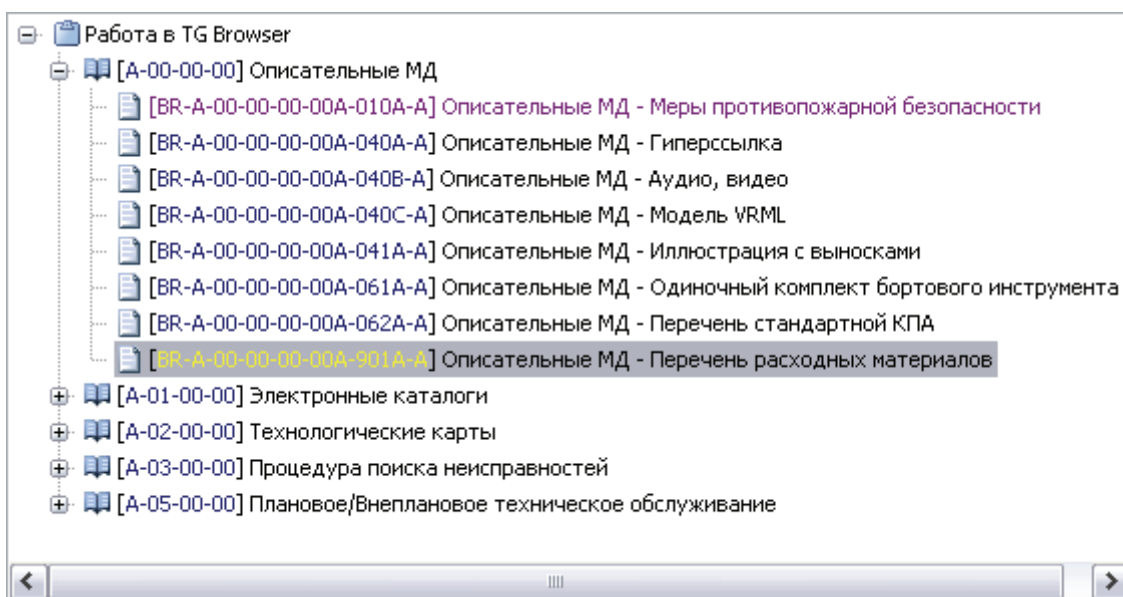 Работа в TG Browser
[A-00-00-00] Описательные МД
[BR-A-00-00-00-00A-010A-A] Описательные МД - Меры противопожарной безопасности
[BR-A-00-00-00-00A-040A-A] Описательные МД - Гиперссылка
[BR-A-00-00-00-00A-040B-A] Описательные МД - Аудио, видео
[BR-A-00-00-00-00A-040C-A] Описательные МД - Модель VRML
[BR-A-00-00-00-00A-041A-A] Описательные МД - Иллюстрация с выносками
[BR-A-00-00-00-00A-061A-A] Описательные МД - Одиночный комплект бортового инструмента
[BR-A-00-00-00-00A-062A-A] Описательные МД - Перечень стандартной КПА
[BR-A-00-00-00-00A-901A-A] Описательные МД - Перечень расходных материалов
[A-01-00-00] Электронные каталоги
[A-02-00-00] Технологические карты
[A-03-00-00] Процедура поиска неисправностей
[A-05-00-00] Плановое/Внеплановое техническое обслуживание